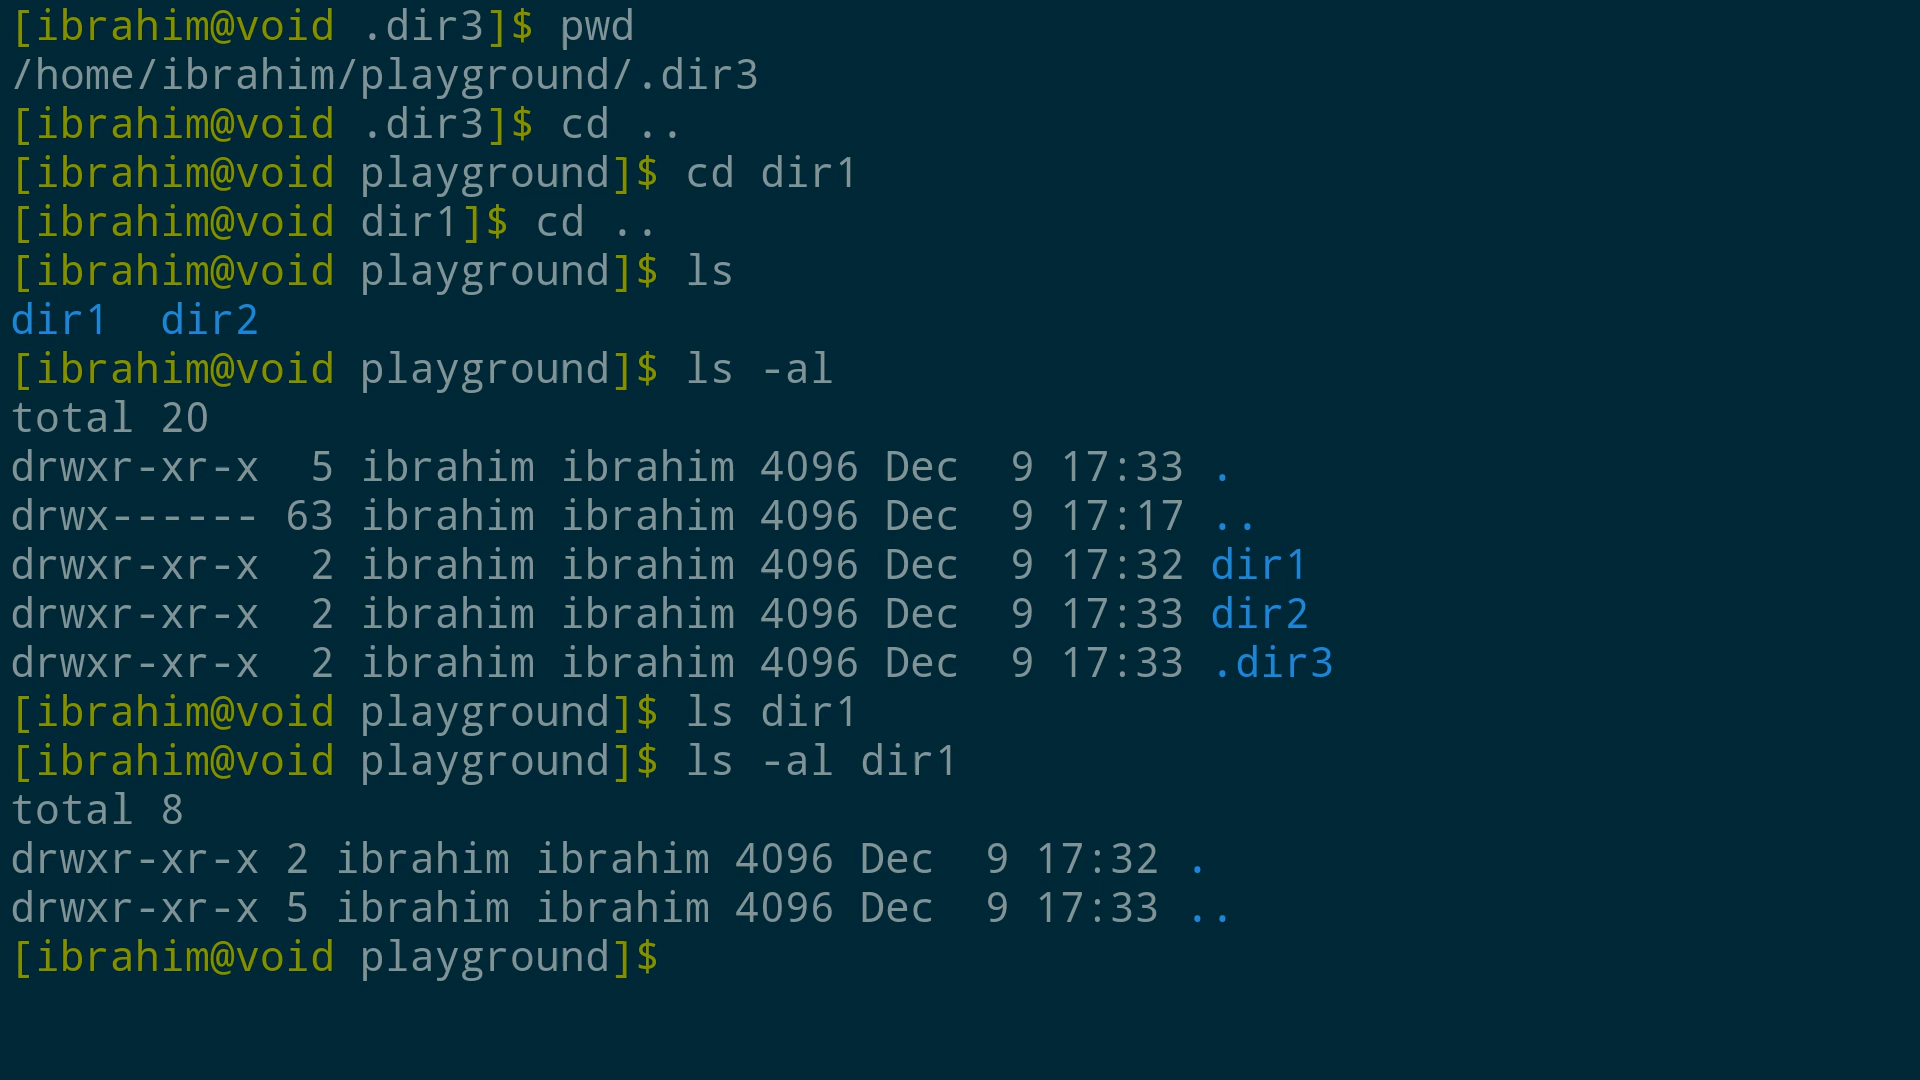 [ibrahim@void .dir3]$ pwd
/home/ibrahim/playground/.dir3
[ibrahim@void .dir3]$ cd ..
[ibrahim@void playground]$ cd dir1
[ibrahim@void dir1]$ cd ..
[ibrahim@void playground]$ ls
dir1  dir2
[ibrahim@void playground]$ ls -al
total 20
drwxr-xr-x  5 ibrahim ibrahim 4096 Dec  9 17:33 .
drwx------ 63 ibrahim ibrahim 4096 Dec  9 17:17 ..
drwxr-xr-x  2 ibrahim ibrahim 4096 Dec  9 17:32 dir1
drwxr-xr-x  2 ibrahim ibrahim 4096 Dec  9 17:33 dir2
drwxr-xr-x  2 ibrahim ibrahim 4096 Dec  9 17:33 .dir3
[ibrahim@void playground]$ ls dir1
[ibrahim@void playground]$ ls -al dir1
total 8
drwxr-xr-x 2 ibrahim ibrahim 4096 Dec  9 17:32 .
drwxr-xr-x 5 ibrahim ibrahim 4096 Dec  9 17:33 ..
[ibrahim@void playground]$